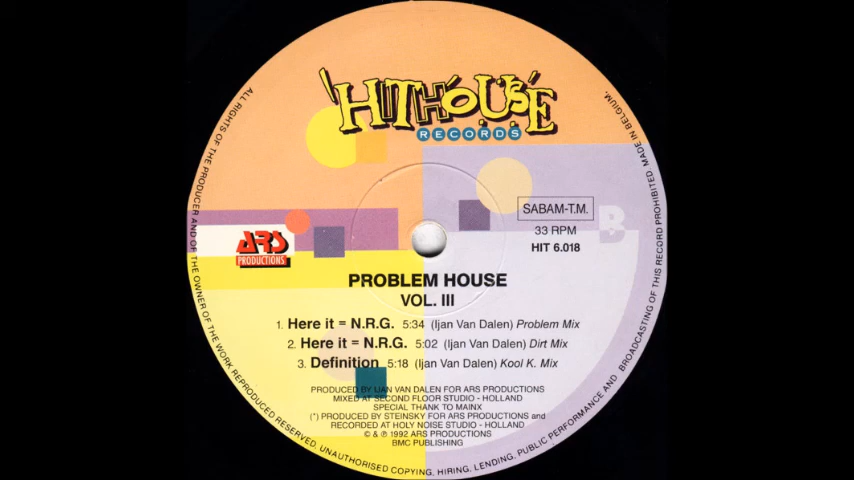 HITHOUSE
RECORDS
SABAM-T.M.
B
33 RPM
HIT 6.018
ARS
PRODUCTIONS
PROBLEM HOUSE
VOL. III
1. Here it = N.R.G. 5:34 (Ijan Van Dalen) Problem Mix
2. Here it = N.R.G. 5:02 (Ijan Van Dalen) Dirt Mix
3. Definition 5:18 (Ijan Van Dalen) Kool K. Mix
PRODUCED BY IJAN VAN DALEN FOR ARS PRODUCTIONS
MIXED AT SECOND FLOOR STUDIO - HOLLAND
SPECIAL THANK TO MAINX
(*) PRODUCED BY STEINSKY FOR ARS PRODUCTIONS and
RECORDED AT HOLY NOISE STUDIO - HOLLAND
© & ℗ 1992 ARS PRODUCTIONS
BMC PUBLISHING
ALL RIGHTS OF THE PRODUCER AND OF THE OWNER OF THE WORK REPRODUCED RESERVED. UNAUTHORISED COPYING, HIRING, LENDING, PUBLIC PERFORMANCE AND BROADCASTING OF THIS RECORD PROHIBITED. MADE IN BELGIUM.